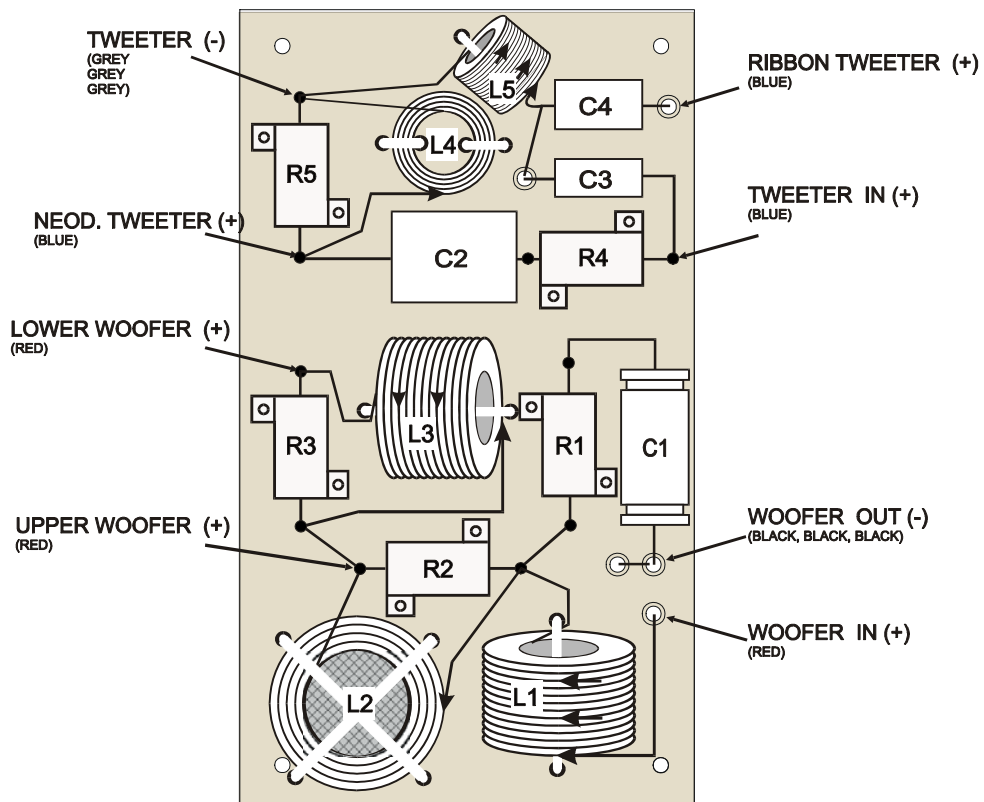 TWEETER (-)
(GREY
GREY
GREY)
L5
C4
RIBBON TWEETER (+)
(BLUE)
R5
L4
C3
TWEETER IN (+)
(BLUE)
NEOD. TWEETER (+)
(BLUE)
C2
R4
LOWER WOOFER (+)
(RED)
L3
R3
R1
C1
UPPER WOOFER (+)
(RED)
WOOFER OUT (-)
(BLACK, BLACK, BLACK)
R2
WOOFER IN (+)
(RED)
L2
L1